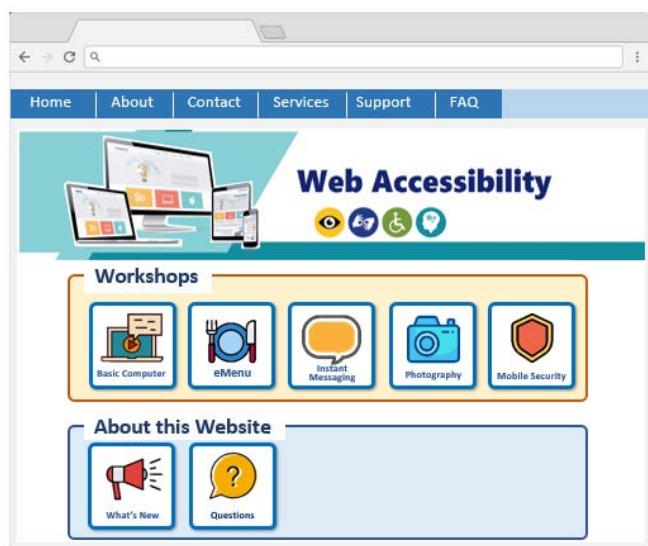 Home About Contact Services Support FAQ
Web Accessibility
Workshops
Basic Computer
eMenu
Instant
Messaging
Photography
Mobile Security
About this Website
What's New
?
Questions